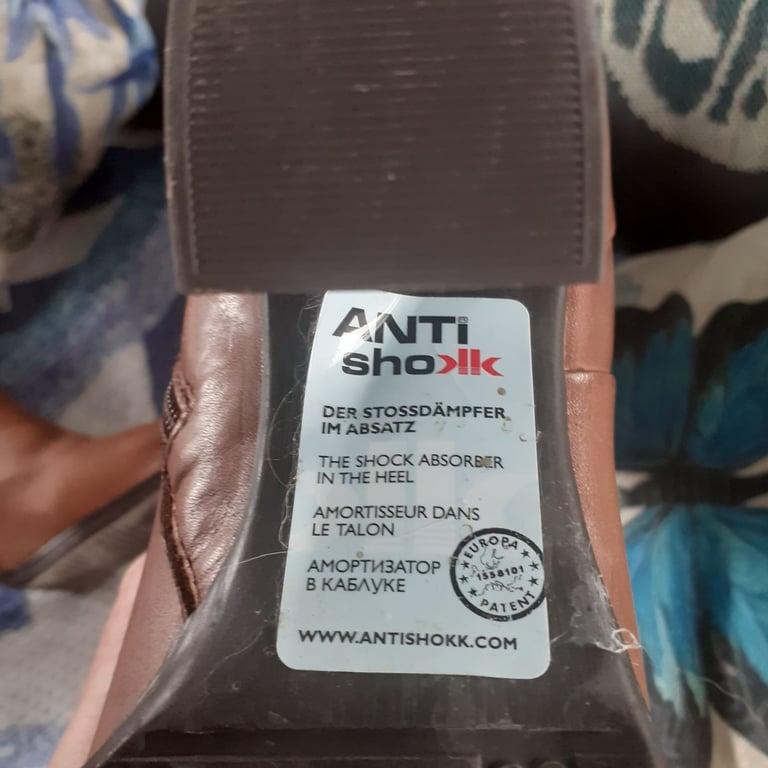 ANTi®
shokk
DER STOSSDÄMPFER
IM ABSATZ
THE SHOCK ABSORBER
IN THE HEEL
AMORTISSEUR DANS
LE TALON
АМОРТИЗАТОР
В КАБЛУКЕ
EUROPA
1558101
PATENT
WWW.ANTISHOKK.COM